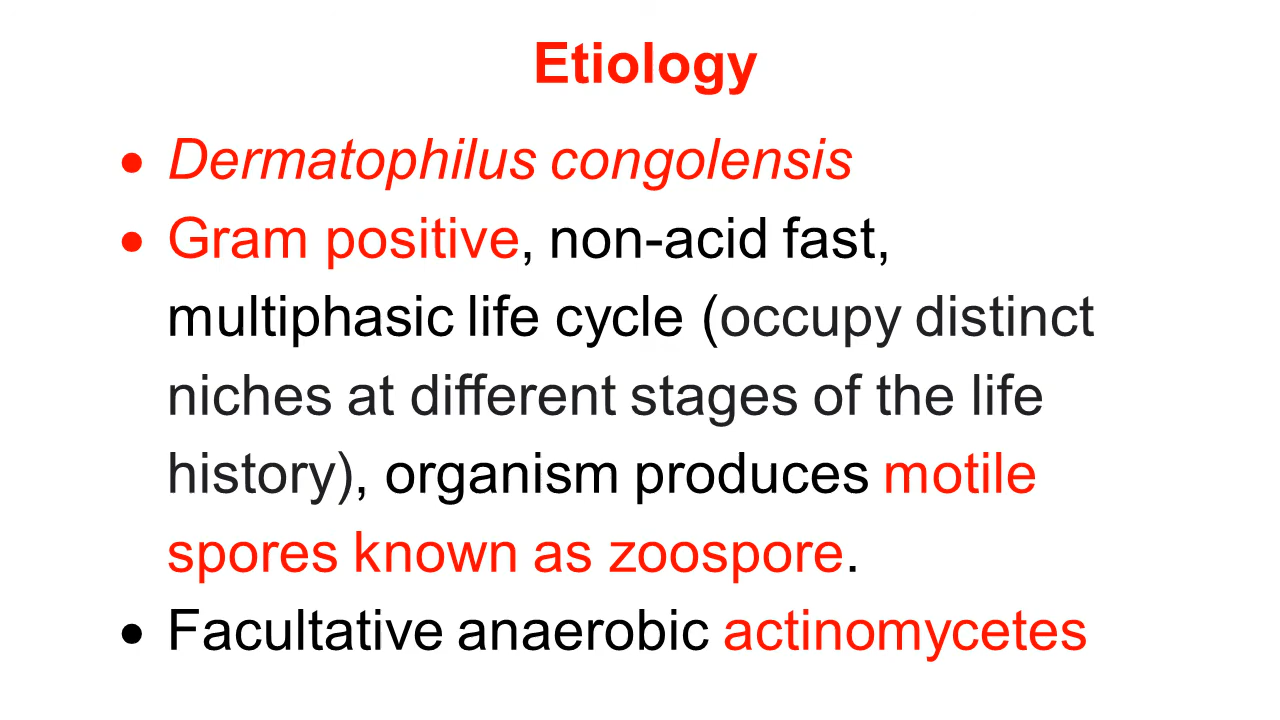 Etiology
• Dermatophilus congolensis
• Gram positive, non-acid fast,
multiphasic life cycle (occupy distinct
niches at different stages of the life
history), organism produces motile
spores known as zoospore.
• Facultative anaerobic actinomycetes